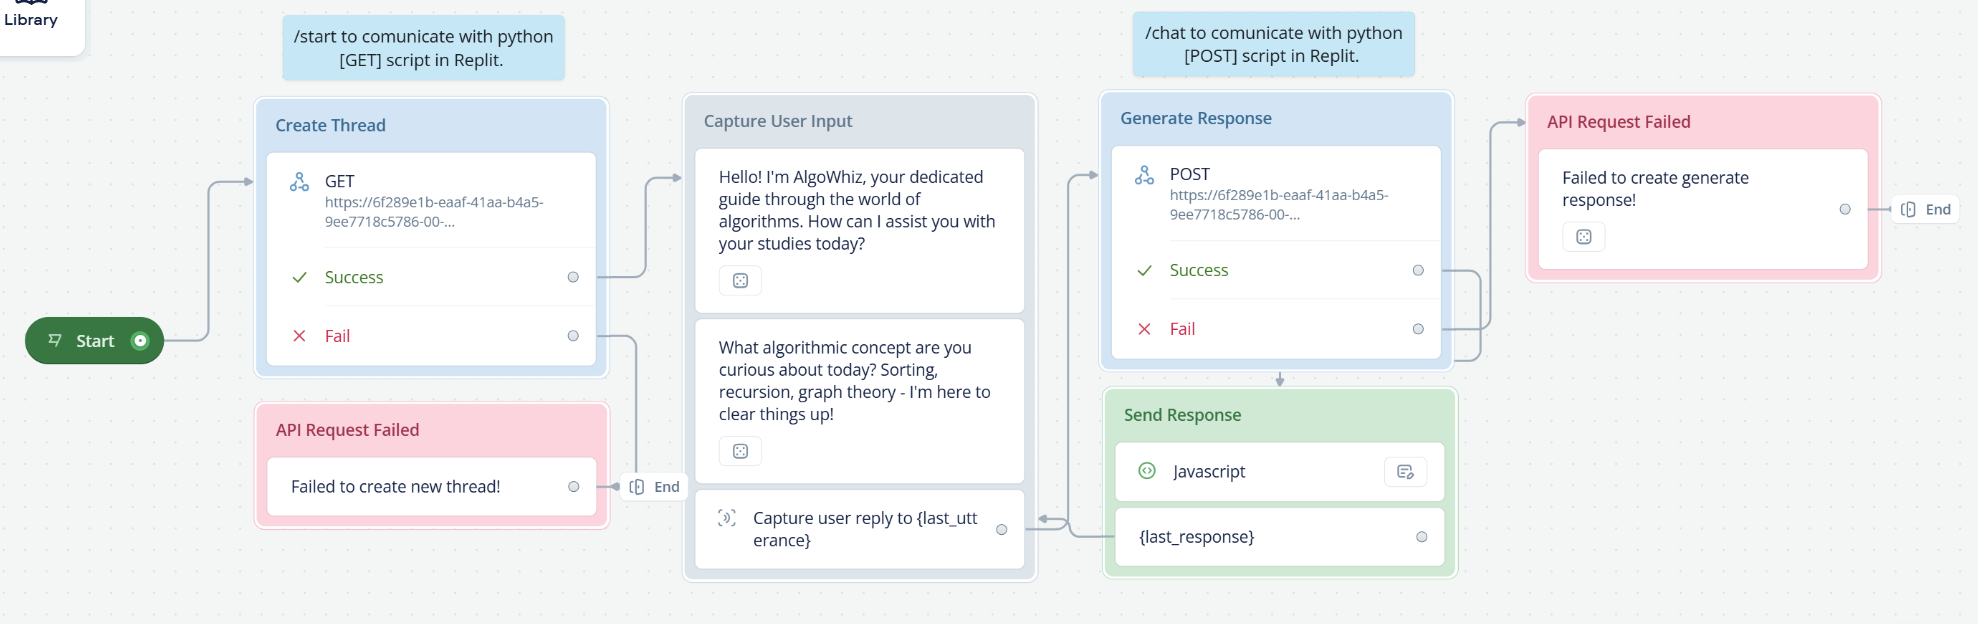 Library
/start to comunicate with python
[GET] script in Replit.
/chat to comunicate with python
[POST] script in Replit.
Create Thread
GET
https://6f289e1b-eaaf-41aa-b4a5-
9ee7718c5786-00-...
Success
Fail
Start
API Request Failed
Failed to create new thread!
End
Capture User Input
Hello! I'm AlgoWhiz, your dedicated
guide through the world of
algorithms. How can I assist you with
your studies today?
What algorithmic concept are you
curious about today? Sorting,
recursion, graph theory - I'm here to
clear things up!
Capture user reply to {last_utt
erance}
Generate Response
POST
https://6f289e1b-eaaf-41aa-b4a5-
9ee7718c5786-00-...
Success
Fail
Send Response
Javascript
{last_response}
API Request Failed
Failed to create generate
response!
End